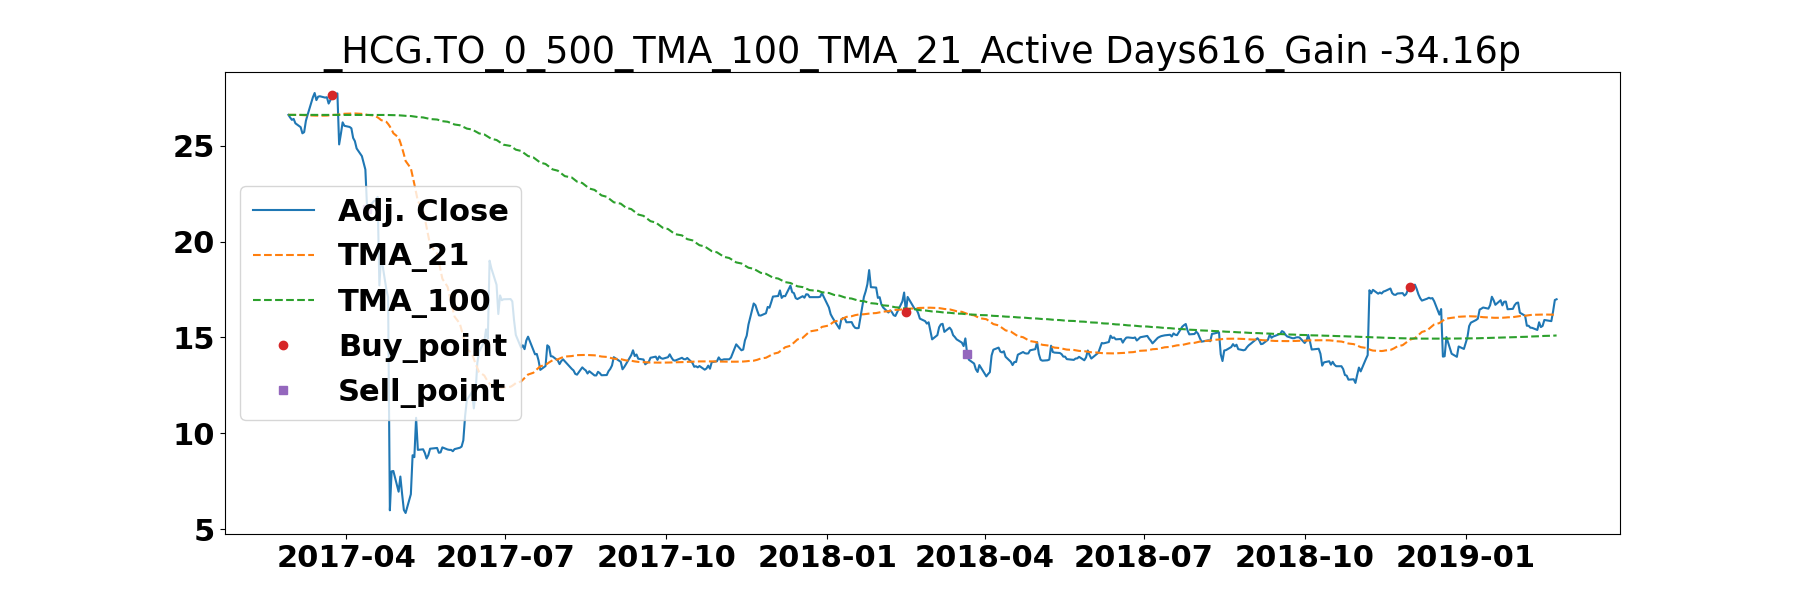 _HCG.TO_0_500_TMA_100_TMA_21_Active Days616_Gain -34.16p
25
20
15
10
5
Adj. Close
TMA_21
TMA_100
Buy_point
Sell_point
2017-04 2017-07 2017-10 2018-01 2018-04 2018-07 2018-10 2019-01